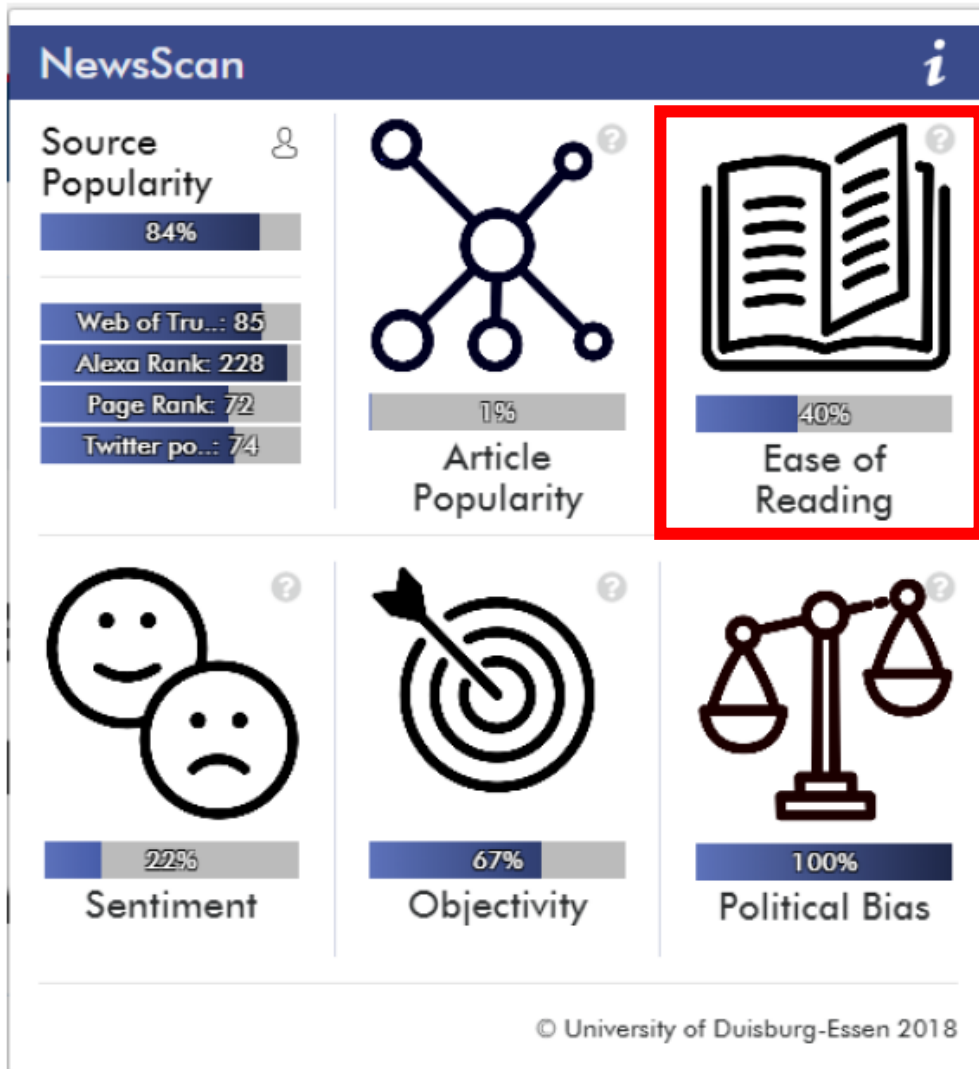 NewsScan
i
Source
Popularity
84%
Web of Tru..: 85
Alexa Rank: 228
Page Rank: 72
Twitter po..: 74
?
1%
Article
Popularity
?
40%
Ease of
Reading
?
22%
Sentiment
?
67%
Objectivity
?
100%
Political Bias
© University of Duisburg-Essen 2018